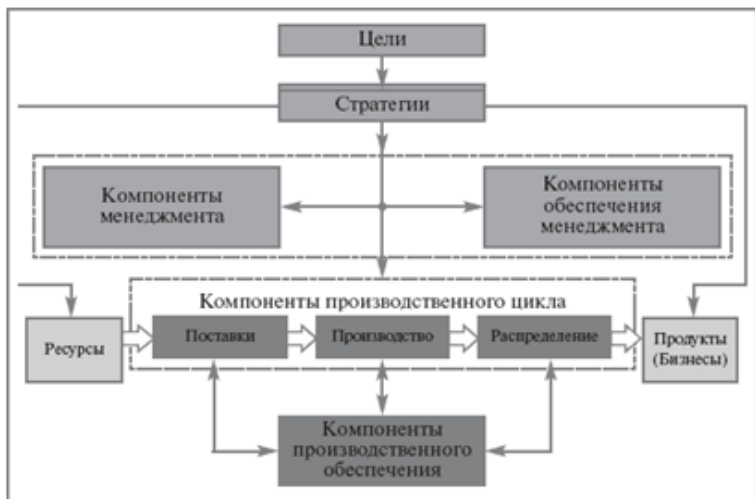 Цели
Стратегии
Компоненты
менеджмента
Компоненты
обеспечения
менеджмента
Компоненты производственного цикла
Ресурсы
Поставки
Производство
Распределение
Продукты
(Бизнесы)
Компоненты
производственного
обеспечения